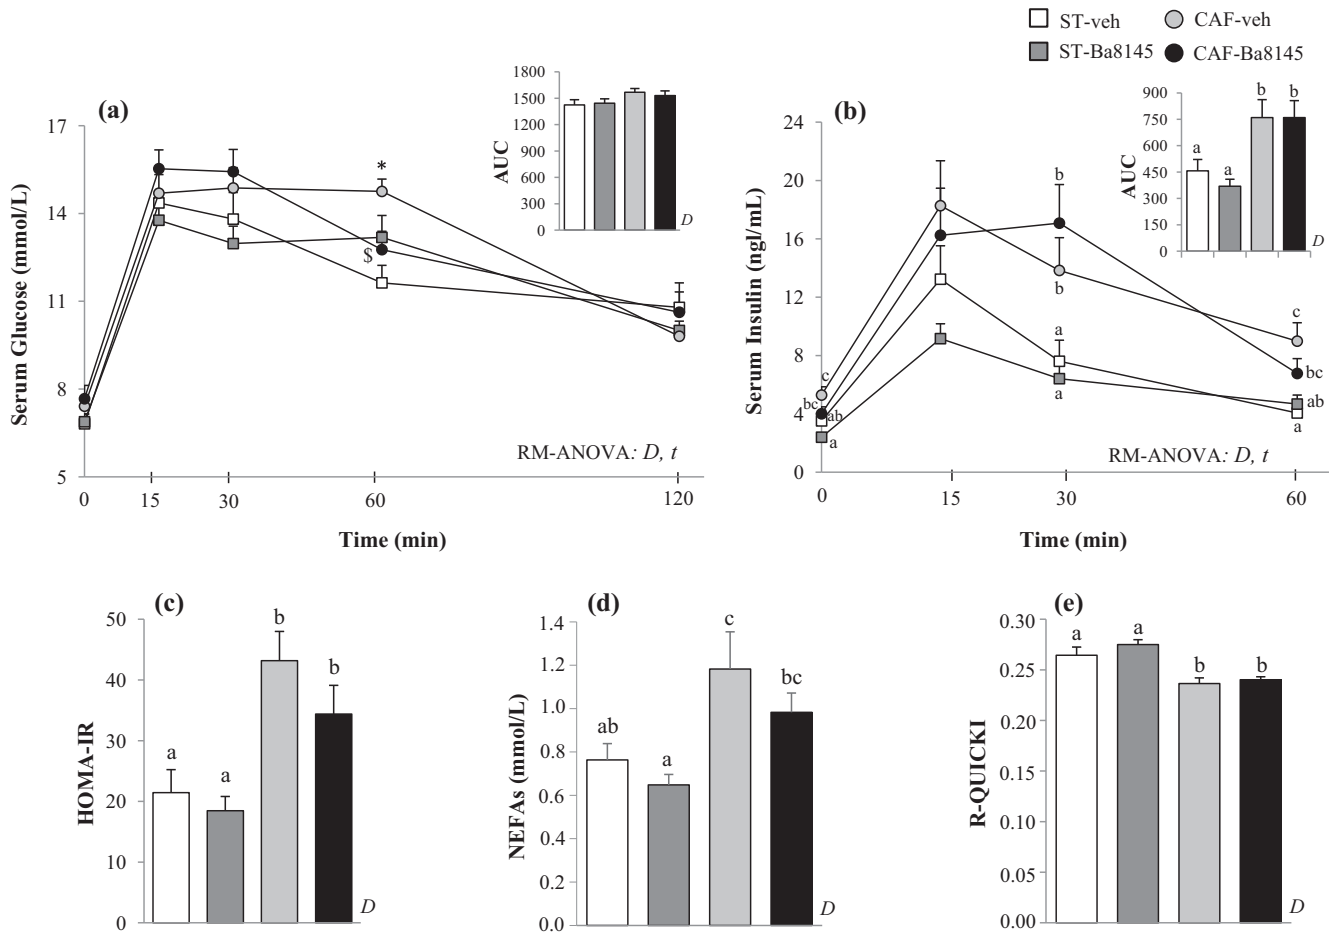 ST-veh CAF-veh
ST-Ba8145 CAF-Ba8145
(a)
Serum Glucose (mmol/L)
17
14
11
8
5
0 15 30 60 120
Time (min)
*
$
RM-ANOVA: D, t
AUC
1800
1500
1200
900
600
300
0
D
(b)
Serum Insulin (ngl/mL)
24
20
16
12
8
4
0
0 15 30 60
Time (min)
c
bc
ab
a
b
b
a
a
c
bc
ab
a
RM-ANOVA: D, t
AUC
900
750
600
450
300
150
0
a a b b
D
(c)
HOMA-IR
50
40
30
20
10
0
a a b b
D
(d)
NEFAs (mmol/L)
1.4
1.2
1.0
0.8
0.6
0.4
0.2
0.0
ab a c bc
D
(e)
R-QUICKI
0.30
0.25
0.20
0.15
0.10
0.05
0.00
a a b b
D